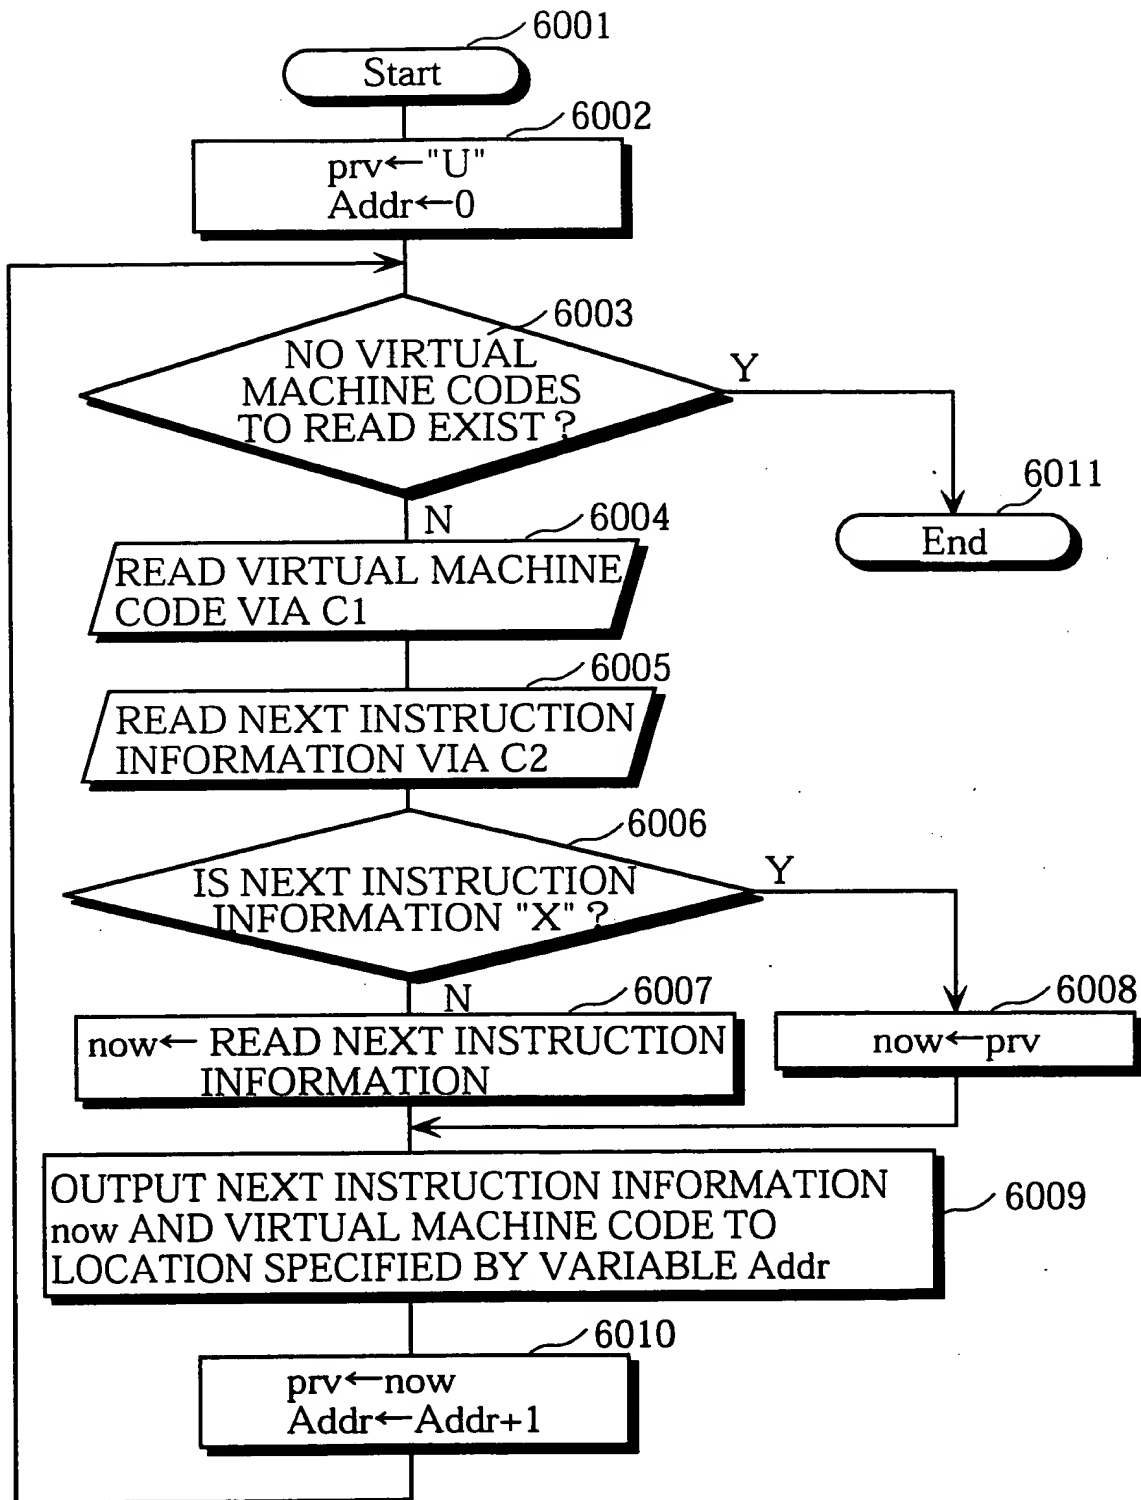 6001
Start
6002
prv←"U"
Addr←0
6003
NO VIRTUAL
MACHINE CODES
TO READ EXIST?
Y
N
6011
End
6004
READ VIRTUAL MACHINE
CODE VIA C1
6005
READ NEXT INSTRUCTION
INFORMATION VIA C2
6006
IS NEXT INSTRUCTION
INFORMATION "X"?
Y
N
6007
now← READ NEXT INSTRUCTION
INFORMATION
6008
now←prv
OUTPUT NEXT INSTRUCTION INFORMATION
now AND VIRTUAL MACHINE CODE TO
LOCATION SPECIFIED BY VARIABLE Addr
6009
6010
prv←now
Addr←Addr+1